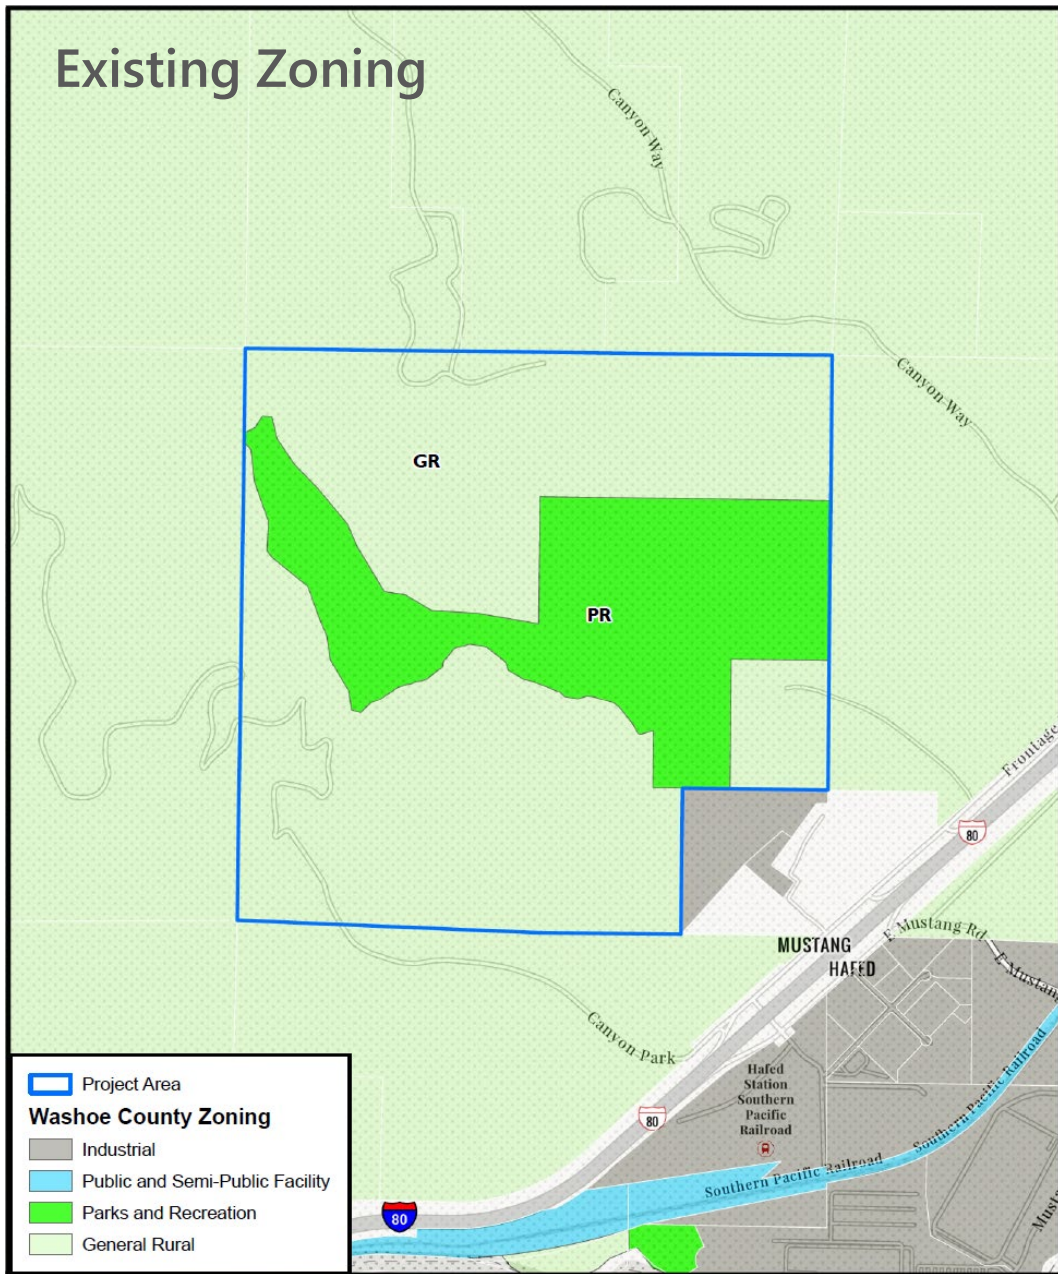 Existing Zoning
Canyon Way
Canyon Way
GR
PR
Frontage
80
E Mustang Rd
MUSTANG
HAFED
E Mustang
Canyon Park
Hafed
Station
Southern
Pacific
Railroad
80
Southern Pacific Railroad
Southern Pacific Railroad
Musta
80
Project Area
Washoe County Zoning
Industrial
Public and Semi-Public Facility
Parks and Recreation
General Rural